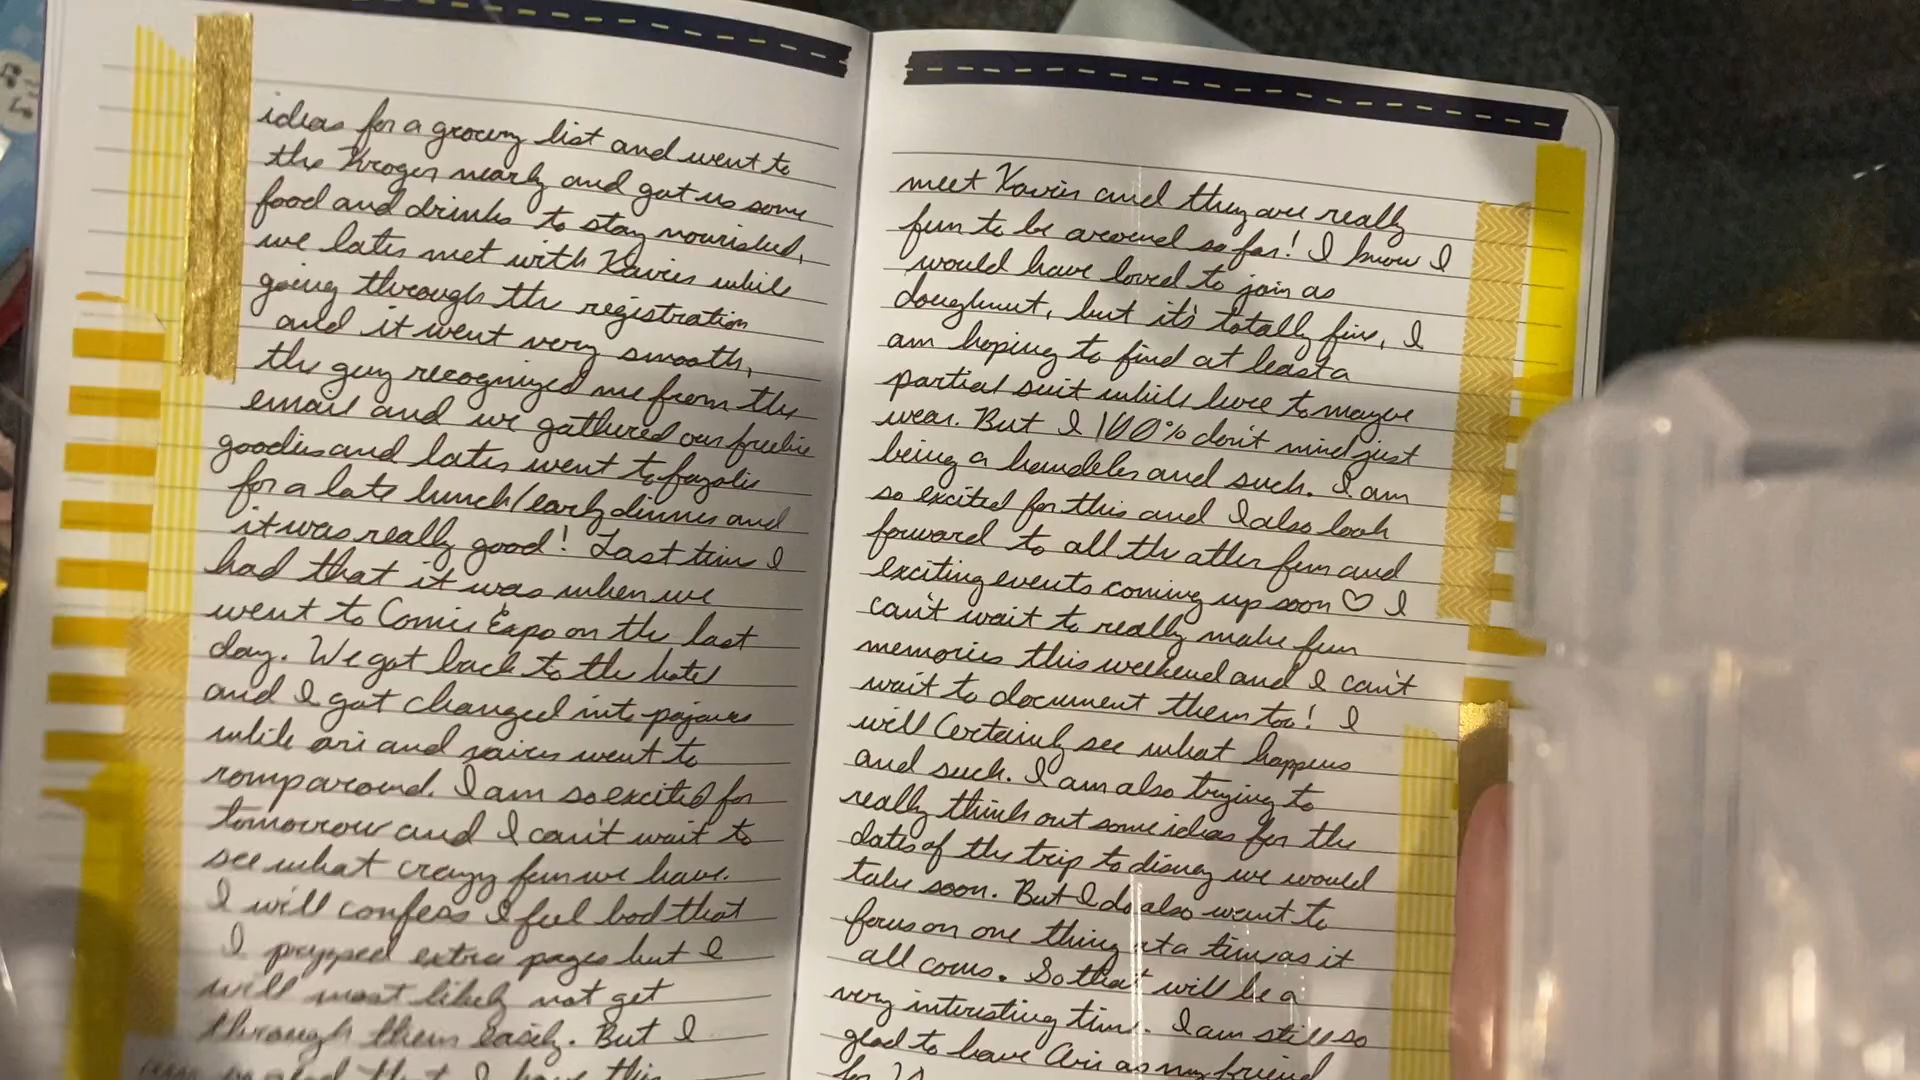 ideas for a grocery list and went to
the Kroger nearby and got us some
food and drinks to stay nourished,
we later met with Xavier while
going through the registration
and it went very smooth,
the guy recognized me from the
email and we gathered our freebie
goodies and later went to fazolis
for a late lunch/early dinner and
it was really good! Last time I
had that it was when we
went to Comic Expo on the last
day. We got back to the hotel
and I got changed into pajamas
while ari and xavier went to
romp around. I am so excited for
tomorrow and I can't wait to
see what crazy fun we have.
I will confess I feel bad that
I prepped extra pages but I
will most likely not get
through them easily. But I
so glad that I have this
meet Xavier and they are really
fun to be around so far! I know I
would have loved to join as
doughnut, but it's totally fine, I
am hoping to find at least a
partial suit while here to maybe
wear. But I 100% don't mind just
being a handler and such. I am
so excited for this and I also look
forward to all the other fun and
exciting events coming up soon ♡ I
can't wait to really make fun
memories this weekend and I can't
wait to document them too! I
will Certainly see what happens
and such. I am also trying to
really think out some ideas for the
dates of the trip to disney we would
take soon. But I do also want to
focus on one thing at a time as it
all comes. So that will be a
very interesting time. I am still so
glad to have Ari as my friend
for